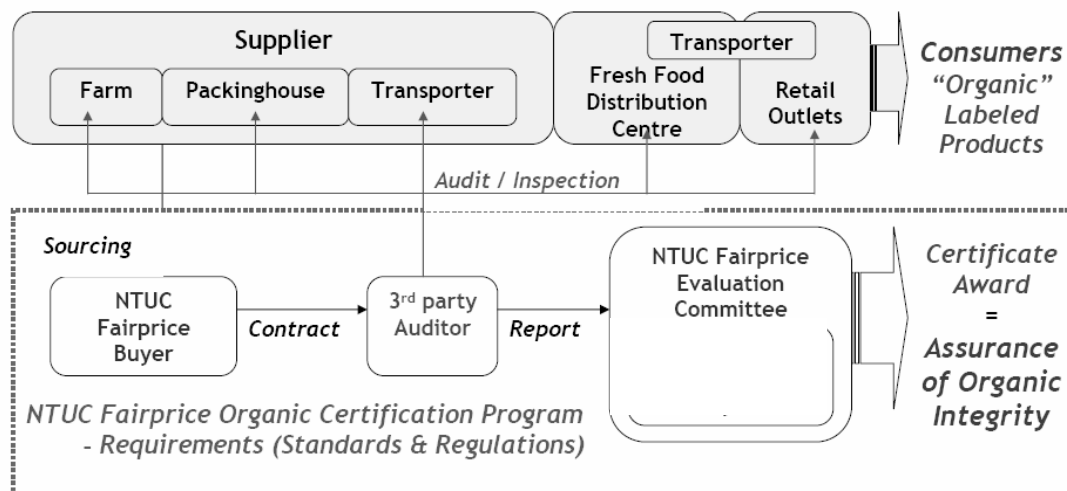 Supplier
Farm
Packinghouse
Transporter
Fresh Food
Distribution
Centre
Transporter
Retail
Outlets
Consumers
“Organic”
Labeled
Products
Audit / Inspection
Sourcing
NTUC
Fairprice
Buyer
Contract
3rd party
Auditor
Report
NTUC Fairprice
Evaluation
Committee
Certificate
Award
=
Assurance
of Organic
Integrity
NTUC Fairprice Organic Certification Program
- Requirements (Standards & Regulations)